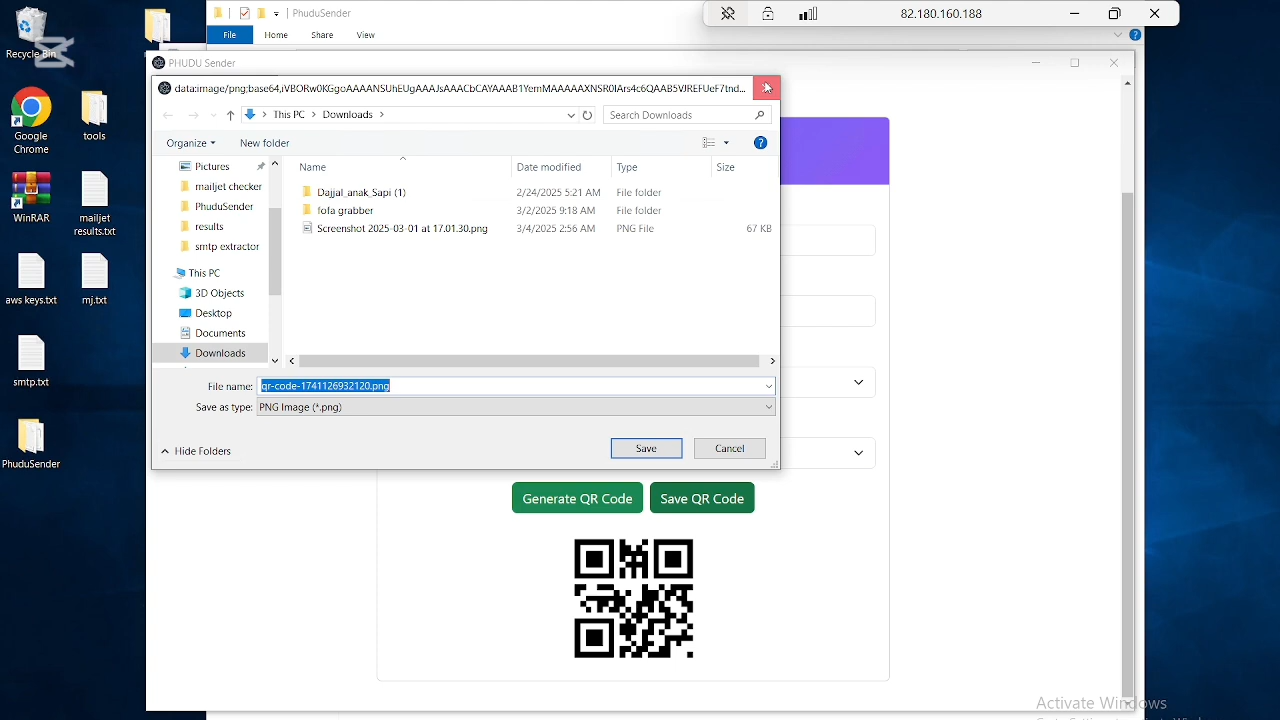 PhuduSender
82.180.160.188
File Home Share View
PHUDU Sender
This PC > Downloads >
Search Downloads
Organize New folder
Name Date modified Type Size
Pictures
mailjet checker
PhuduSender
results
smtp extractor
This PC
3D Objects
Desktop
Documents
Downloads
Dajjal_anak_Sapi (1) 2/24/2025 5:21 AM File folder
fofa grabber 3/2/2025 9:18 AM File folder
Screenshot 2025-03-01 at 17.01.30.png 3/4/2025 2:56 AM PNG File 67 KB
File name: qr-code-1741126932120.png
Save as type: PNG Image (*.png)
Hide Folders
Save Cancel
Generate QR Code Save QR Code
Recycle Bin
Google Chrome
tools
WinRAR
mailjet results.txt
aws keys.txt
mj.txt
smtp.txt
PhuduSender
Activate Windows